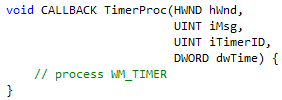 void CALLBACK TimerProc(HWND hWnd,
UINT iMsg,
UINT iTimerID,
DWORD dwTime) {
// process WM_TIMER
}